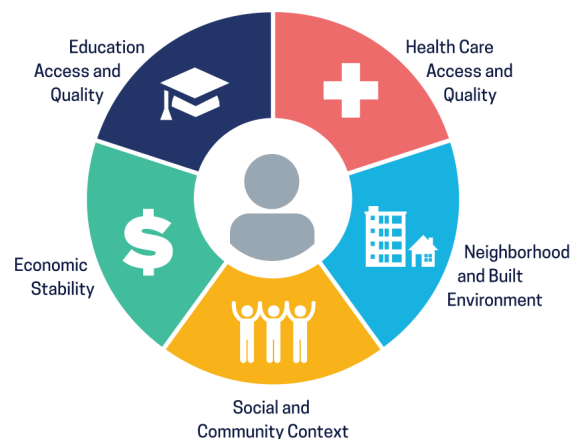 Education
Access and
Quality
Health Care
Access and
Quality
Economic
Stability
Neighborhood
and Built
Environment
Social and
Community Context